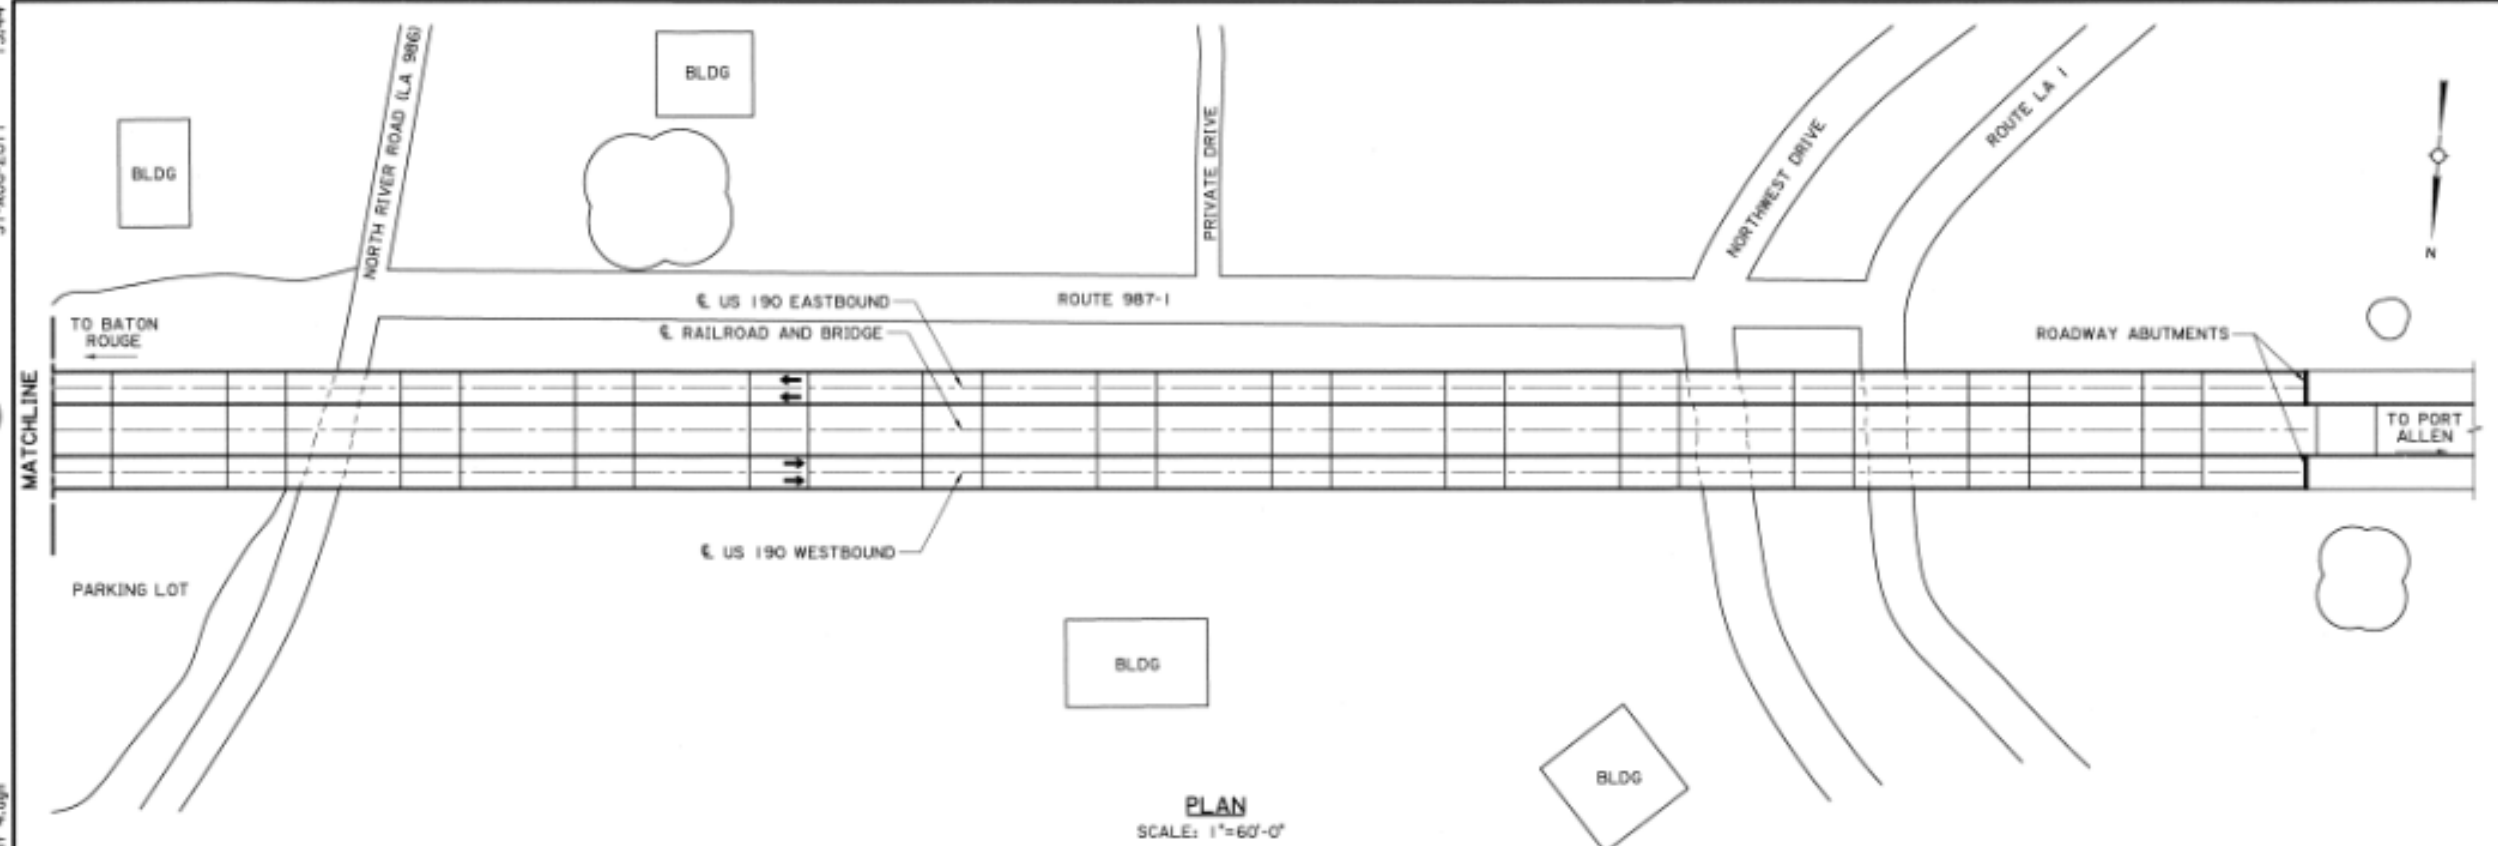 NORTH RIVER ROAD (LA 986)
BLDG
BLDG
PRIVATE DRIVE
NORTHWEST DRIVE
ROUTE LA 1
N
℄ US 190 EASTBOUND
ROUTE 987-1
℄ RAILROAD AND BRIDGE
TO BATON
ROUGE
ROADWAY ABUTMENTS
MATCHLINE
TO PORT
ALLEN
℄ US 190 WESTBOUND
PARKING LOT
BLDG
BLDG
PLAN
SCALE: 1"=60'-0"